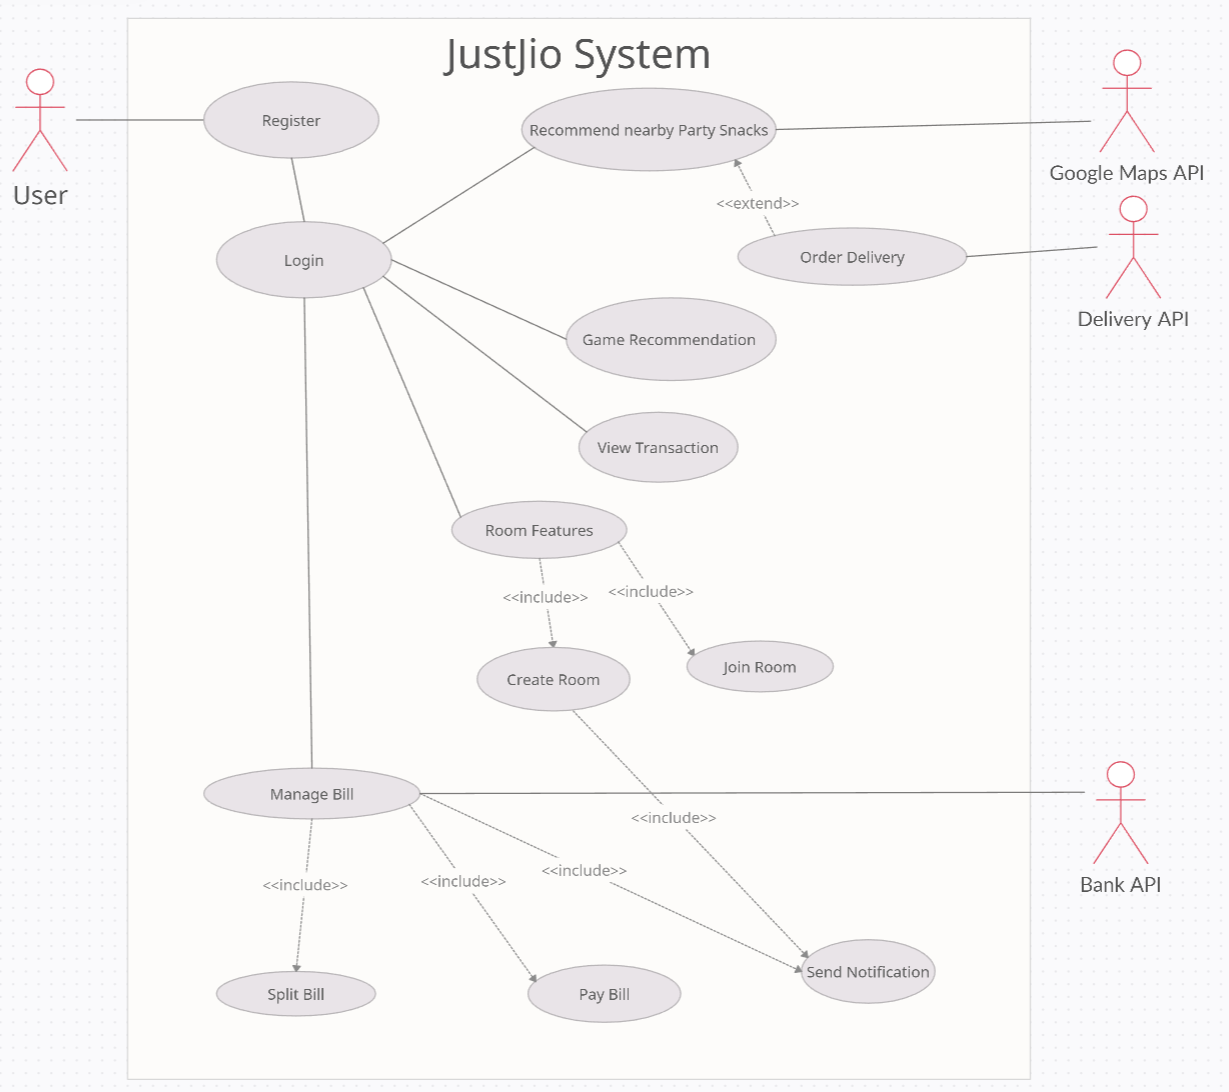 JustJio System
User
Register
Recommend nearby Party Snacks
Google Maps API
<<extend>>
Login
Order Delivery
Delivery API
Game Recommendation
View Transaction
Room Features
<<include>>
<<include>>
Create Room
Join Room
Manage Bill
<<include>>
Bank API
<<include>>
<<include>>
<<include>>
Send Notification
Split Bill
Pay Bill